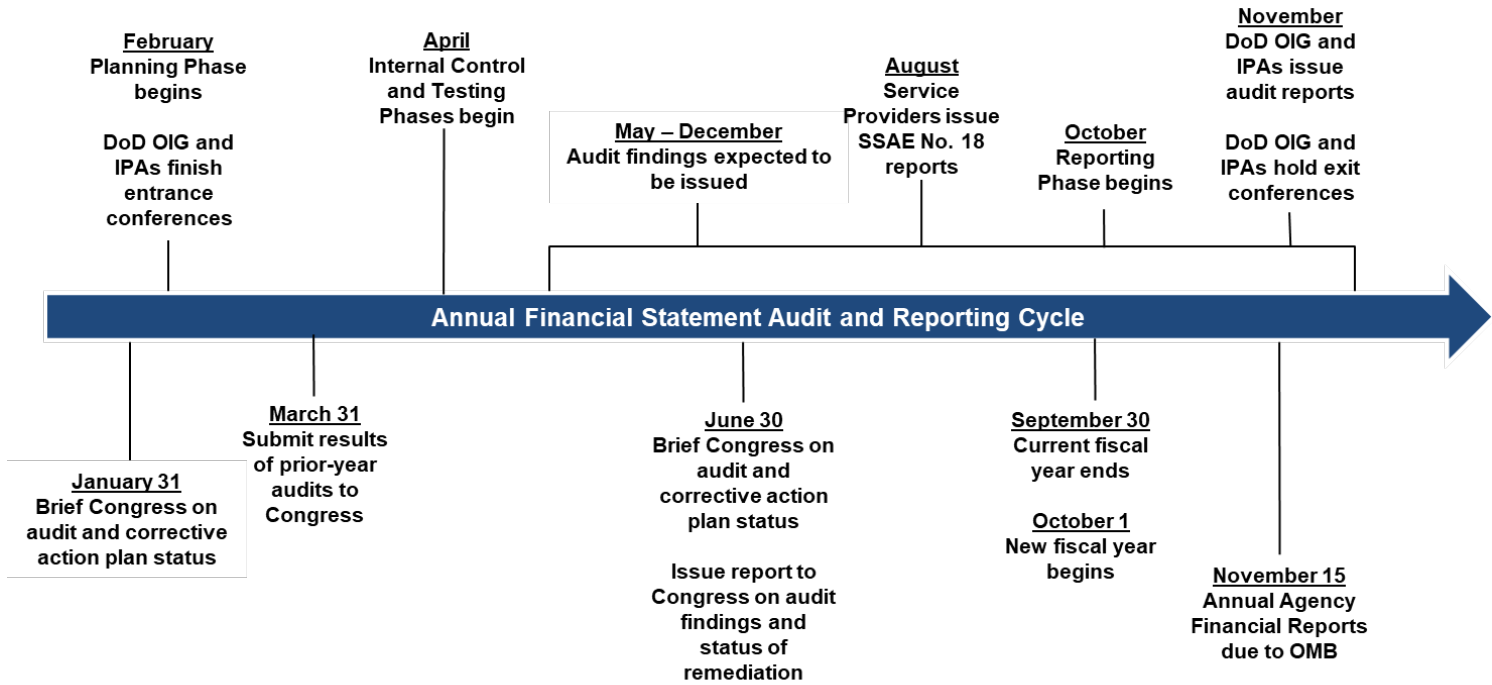 February
Planning Phase
begins
DoD OIG and
IPAs finish
entrance
conferences
April
Internal Control
and Testing
Phases begin
May – December
Audit findings expected to
be issued
August
Service
Providers issue
SSAE No. 18
reports
October
Reporting
Phase begins
November
DoD OIG and
IPAs issue
audit reports
DoD OIG and
IPAs hold exit
conferences
Annual Financial Statement Audit and Reporting Cycle
January 31
Brief Congress on
audit and corrective
action plan status
March 31
Submit results
of prior-year
audits to
Congress
June 30
Brief Congress on
audit and
corrective action
plan status
Issue report to
Congress on audit
findings and
status of
remediation
September 30
Current fiscal
year ends
October 1
New fiscal year
begins
November 15
Annual Agency
Financial Reports
due to OMB